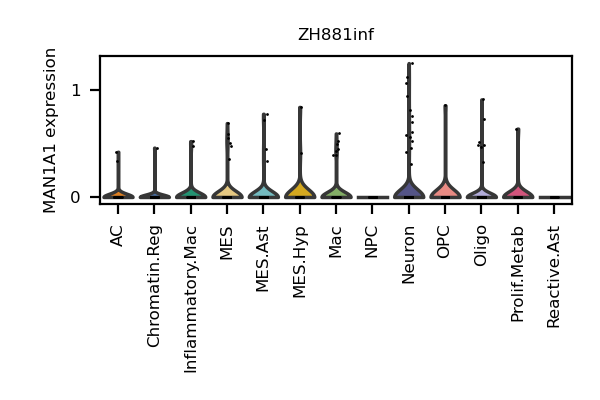 ZH881inf
MAN1A1 expression
1
0
AC
Chromatin.Reg
Inflammatory.Mac
MES
MES.Ast
MES.Hyp
Mac
NPC
Neuron
OPC
Oligo
Prolif.Metab
Reactive.Ast